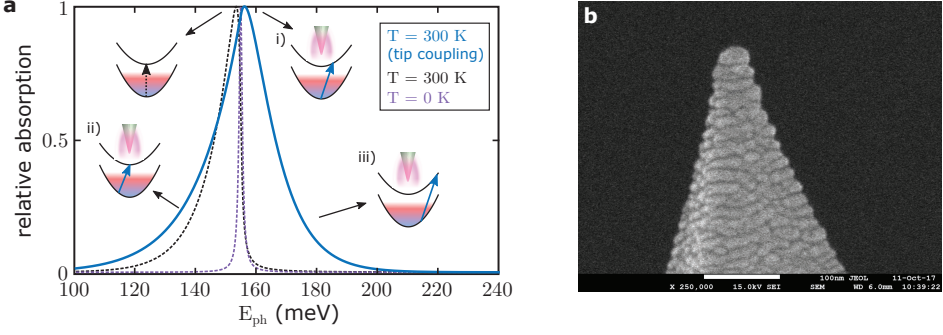 a
relative absorption
1
0.5
0
i)
ii)
iii)
T = 300 K
(tip coupling)
T = 300 K
T = 0 K
100 120 140 160 180 200 220 240
E_ph (meV)
b
100nm JEOL 11-Oct-17
X 250,000 15.0kV SEI SEM WD 6.0mm 10:39:22